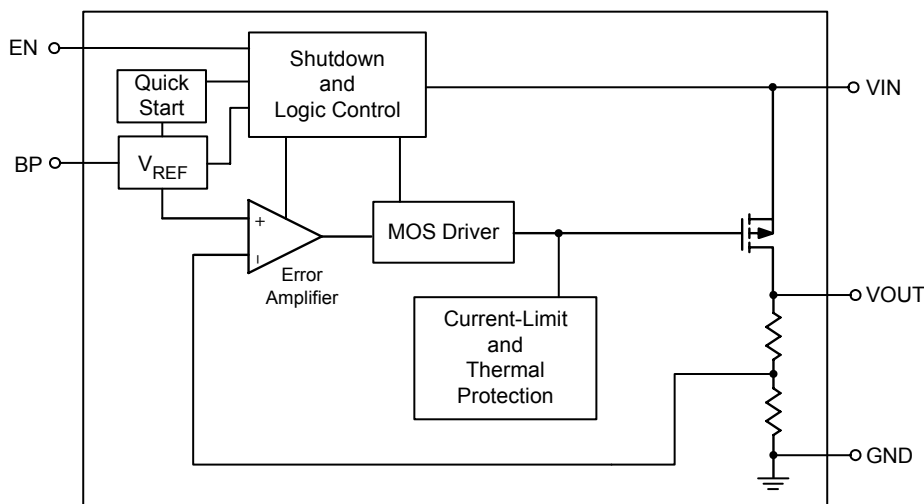 EN
Shutdown
and
Logic Control
Quick
Start
VIN
BP
VREF
+
MOS Driver
−
Error
Amplifier
VOUT
Current-Limit
and
Thermal
Protection
GND